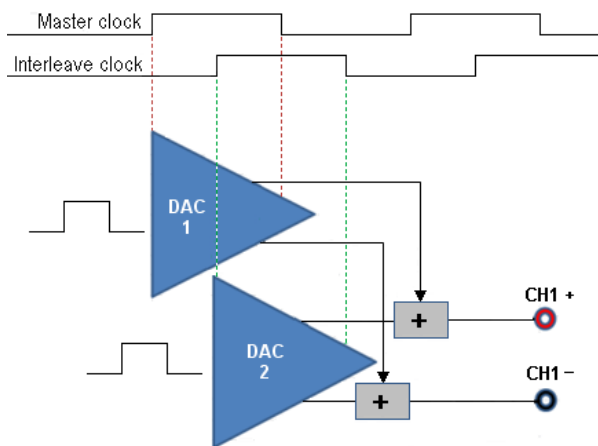 Master clock
Interleave clock
DAC
1
CH1 +
+
DAC
2
CH1 –
+